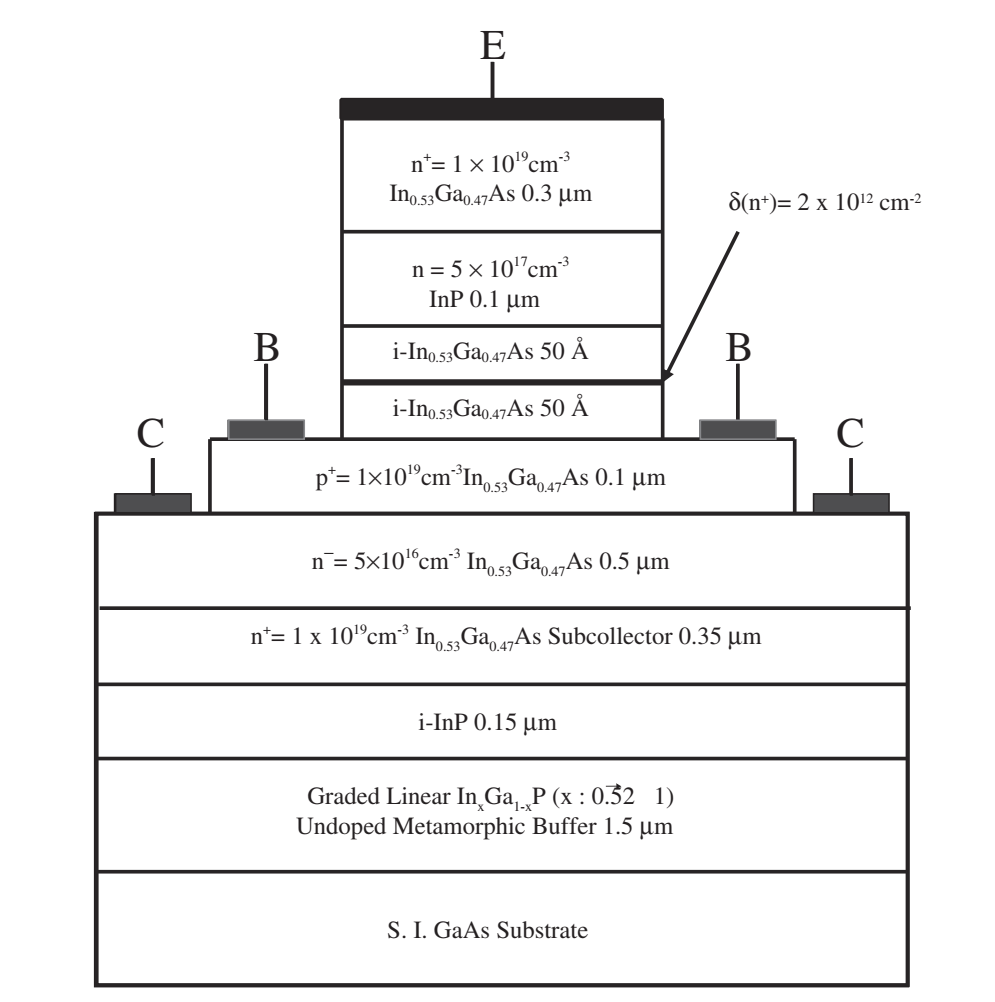 E
n⁺= 1 × 10¹⁹cm⁻³
In₀.₅₃Ga₀.₄₇As 0.3 μm
δ(n⁺)= 2 x 10¹² cm⁻²
n = 5 × 10¹⁷cm⁻³
InP 0.1 μm
B
B
i-In₀.₅₃Ga₀.₄₇As 50 Å
i-In₀.₅₃Ga₀.₄₇As 50 Å
C
C
p⁺= 1×10¹⁹cm⁻³In₀.₅₃Ga₀.₄₇As 0.1 μm
n⁻= 5×10¹⁶cm⁻³ In₀.₅₃Ga₀.₄₇As 0.5 μm
n⁺= 1 x 10¹⁹cm⁻³ In₀.₅₃Ga₀.₄₇As Subcollector 0.35 μm
i-InP 0.15 μm
Graded Linear InₓGa₁₋ₓP (x : 0.52 → 1)
Undoped Metamorphic Buffer 1.5 μm
S. I. GaAs Substrate